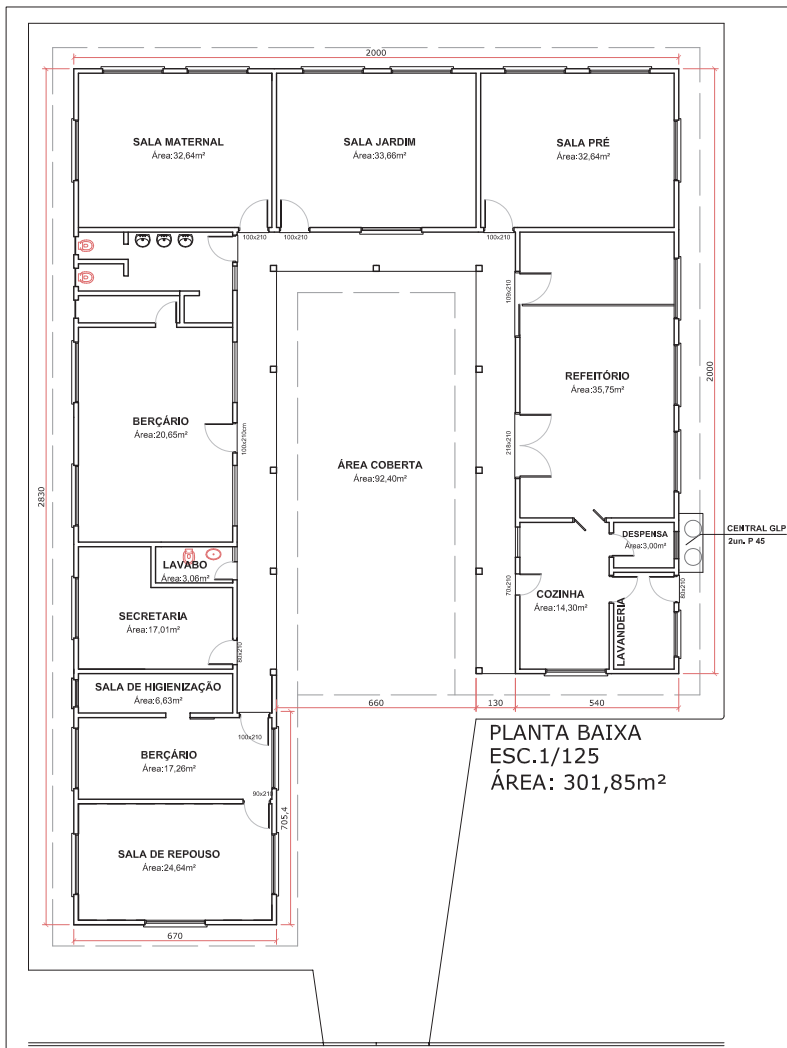 2000
SALA MATERNAL
Área:32,64m²
SALA JARDIM
Área:33,66m²
SALA PRÉ
Área:32,64m²
100x210
100x210
100x210
109x210
REFEITÓRIO
Área:35,75m²
2000
BERÇÁRIO
Área:20,65m²
100x210cm
218x210
ÁREA COBERTA
Área:92,40m²
2830
CENTRAL GLP
2un. P 45
DESPENSA
Área:3,00m²
LAVABO
Área:3,06m²
SECRETARIA
Área:17,01m²
80x210
70x210
COZINHA
Área:14,30m²
LAVANDERIA
80x210
SALA DE HIGIENIZAÇÃO
Área:6,63m²
660
130
540
100x210
BERÇÁRIO
Área:17,26m²
90x210
705,4
PLANTA BAIXA
ESC.1/125
ÁREA: 301,85m²
SALA DE REPOUSO
Área:24,64m²
670